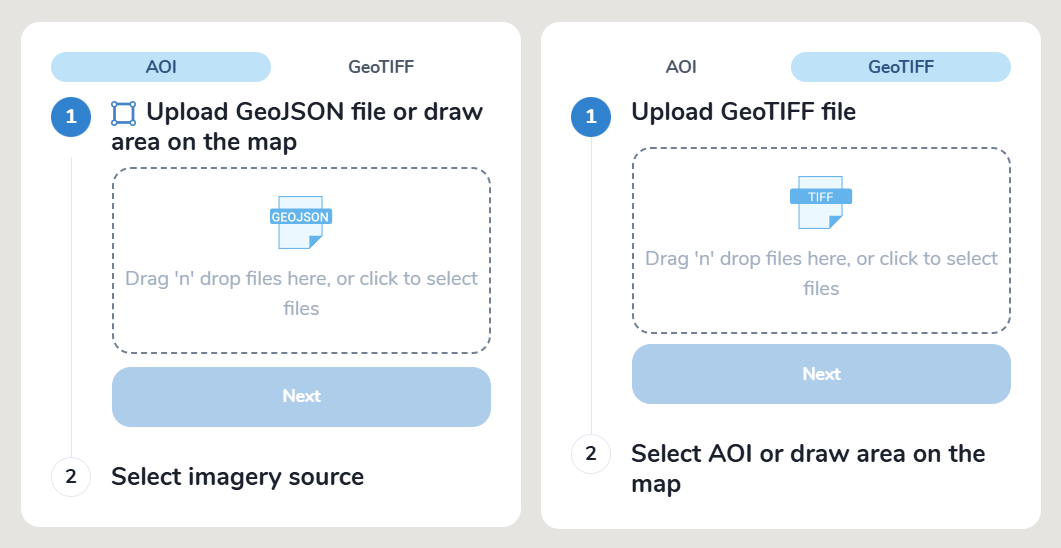 AOI
GeoTIFF
1
Upload GeoJSON file or draw
area on the map
GEOJSON
Drag 'n' drop files here, or click to select
files
Next
2
Select imagery source
AOI
GeoTIFF
1
Upload GeoTIFF file
TIFF
Drag 'n' drop files here, or click to select
files
Next
2
Select AOI or draw area on the
map